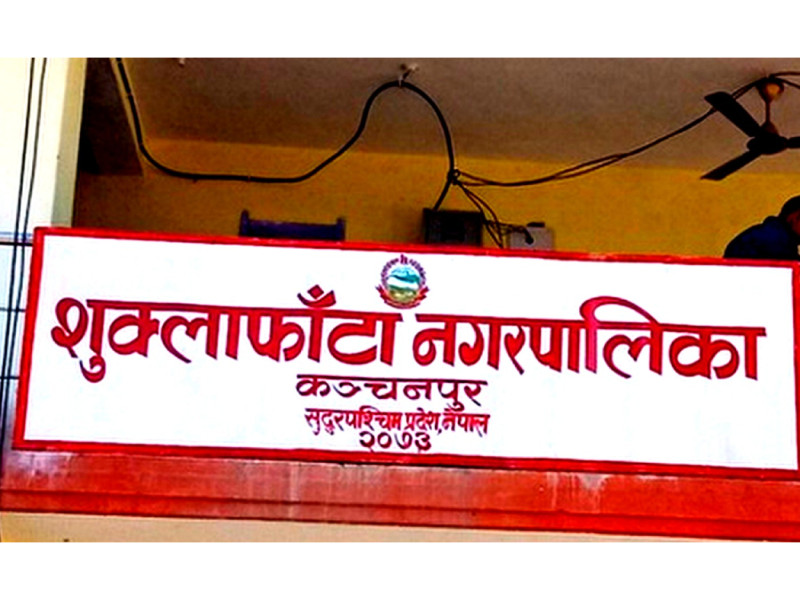 शुक्लाफाँटा नगरपालिका
कञ्चनपुर
सुदुरपश्चिम प्रदेश, नेपाल
२०७३